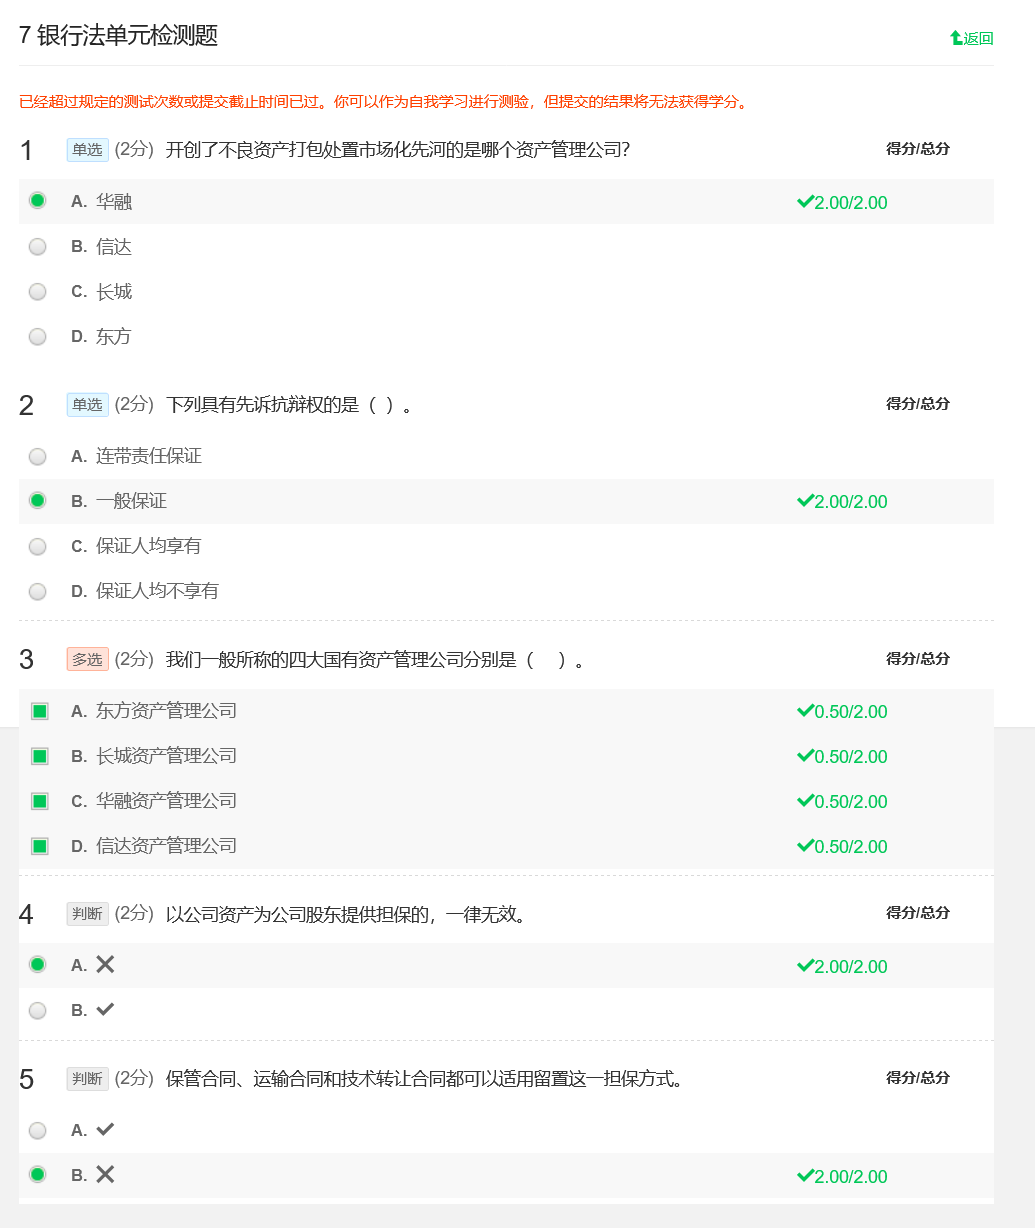 7 银行法单元检测题
返回
已经超过规定的测试次数或提交截止时间已过。你可以作为自我学习进行测验，但提交的结果将无法获得学分。
1 单选 (2分) 开创了不良资产打包处置市场化先河的是哪个资产管理公司? 得分/总分
A. 华融 2.00/2.00
B. 信达
C. 长城
D. 东方
2 单选 (2分) 下列具有先诉抗辩权的是（ ）。 得分/总分
A. 连带责任保证
B. 一般保证 2.00/2.00
C. 保证人均享有
D. 保证人均不享有
3 多选 (2分) 我们一般所称的四大国有资产管理公司分别是（ ）。 得分/总分
A. 东方资产管理公司 0.50/2.00
B. 长城资产管理公司 0.50/2.00
C. 华融资产管理公司 0.50/2.00
D. 信达资产管理公司 0.50/2.00
4 判断 (2分) 以公司资产为公司股东提供担保的，一律无效。 得分/总分
A. 2.00/2.00
B.
5 判断 (2分) 保管合同、运输合同和技术转让合同都可以适用留置这一担保方式。 得分/总分
A.
B. 2.00/2.00